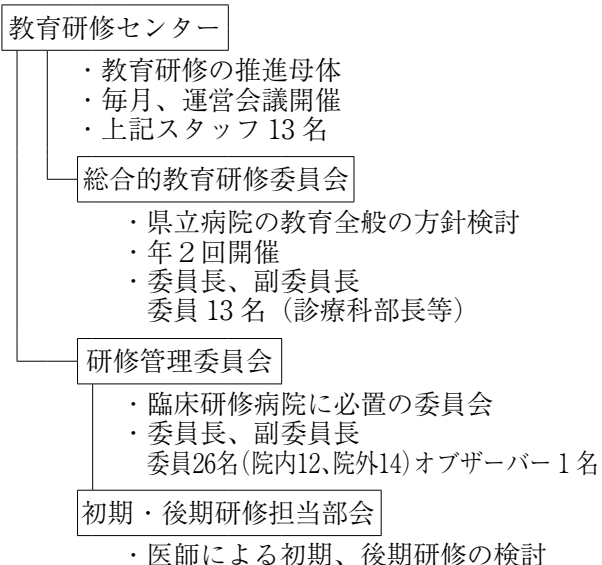 教育研修センター
・教育研修の推進母体
・毎月、運営会議開催
・上記スタッフ 13 名
総合的教育研修委員会
・県立病院の教育全般の方針検討
・年２回開催
・委員長、副委員長
委員 13 名（診療科部長等）
研修管理委員会
・臨床研修病院に必置の委員会
・委員長、副委員長
委員26名（院内12、院外14）オブザーバー１名
初期・後期研修担当部会
・医師による初期、後期研修の検討